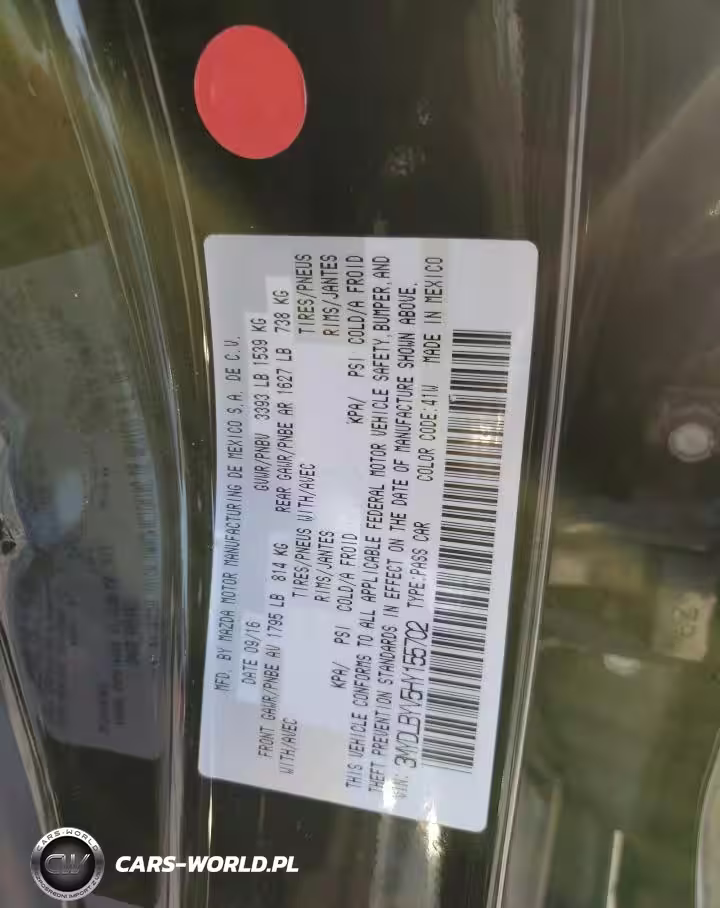 MFD. BY MAZDA MOTOR MANUFACTURING DE MEXICO S.A. DE C.V.
DATE 09/16 GVWR/PNBV 3393 LB 1539 KG
FRONT GAWR/PNBE AV 1795 LB 814 KG REAR GAWR/PNBE AR 1627 LB 738 KG
WITH/AVEC TIRES/PNEUS WITH/AVEC TIRES/PNEUS
RIMS/JANTES RIMS/JANTES
KPA/ PSI COLD/A FROID KPA/ PSI COLD/A FROID
THIS VEHICLE CONFORMS TO ALL APPLICABLE FEDERAL MOTOR VEHICLE SAFETY, BUMPER, AND
THEFT PREVENTION STANDARDS IN EFFECT ON THE DATE OF MANUFACTURE SHOWN ABOVE.
VIN: 3MYDLBYV5HY155702 TYPE:PASS CAR COLOR CODE:41W MADE IN MEXICO
CARS-WORLD
CW
CARS-WORLD.PL